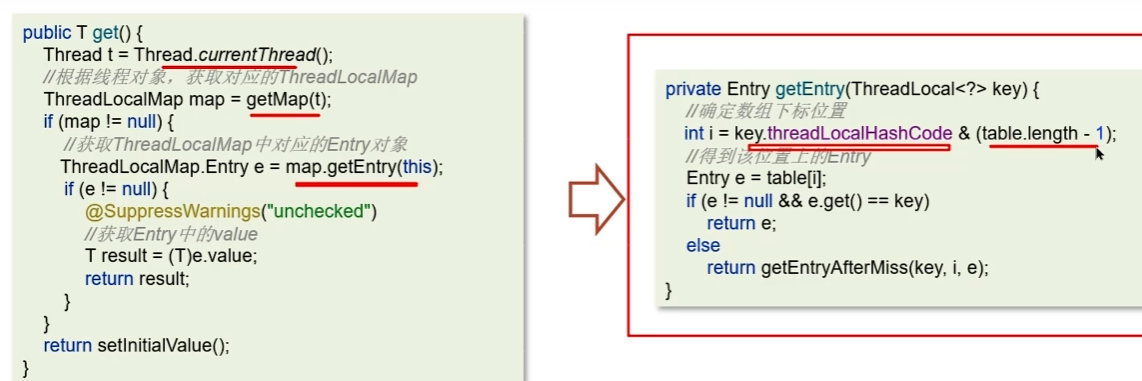 public T get() {
Thread t = Thread.currentThread();
//根据线程对象，获取对应的ThreadLocalMap
ThreadLocalMap map = getMap(t);
if (map != null) {
//获取ThreadLocalMap中对应的Entry对象
ThreadLocalMap.Entry e = map.getEntry(this);
if (e != null) {
@SuppressWarnings("unchecked")
//获取Entry中的value
T result = (T)e.value;
return result;
}
}
return setInitialValue();
}
private Entry getEntry(ThreadLocal<?> key) {
//确定数组下标位置
int i = key.threadLocalHashCode & (table.length - 1);
//得到该位置上的Entry
Entry e = table[i];
if (e != null && e.get() == key)
return e;
else
return getEntryAfterMiss(key, i, e);
}